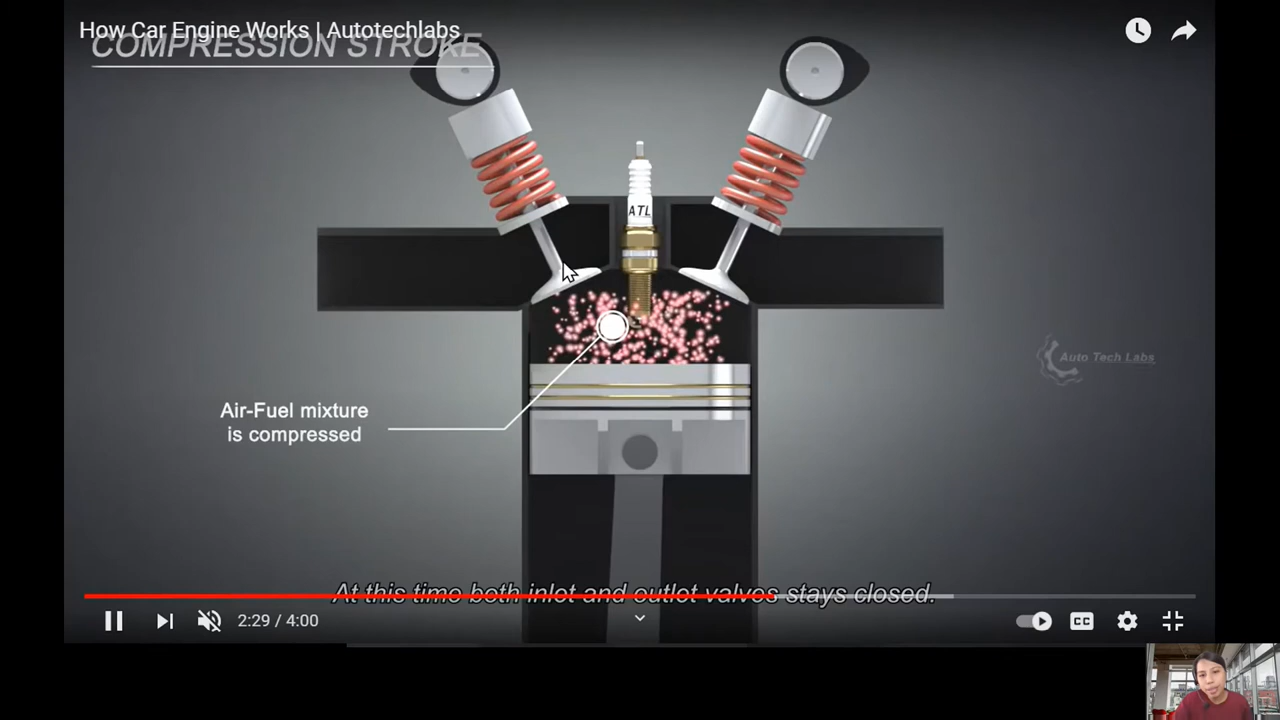 How Car Engine Works | Autotechlabs
COMPRESSION STROKE
ATL
Auto Tech Labs
Air-Fuel mixture
is compressed
At this time both inlet and outlet valves stays closed.
2:29 / 4:00
CC